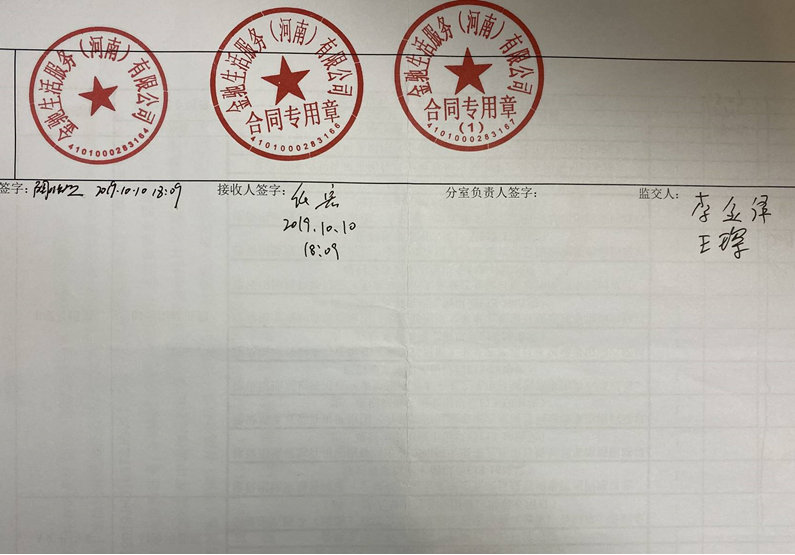 金驰生活服务（河南）有限公司
4101000283164
金驰生活服务（河南）有限公司
合同专用章
4101000283166
金驰生活服务（河南）有限公司
合同专用章
(1)
4101000283167
签字： 2019.10.10 18:09
接收人签字：
2019.10.10
18:09
分室负责人签字：
监交人： 李金泽
王琛